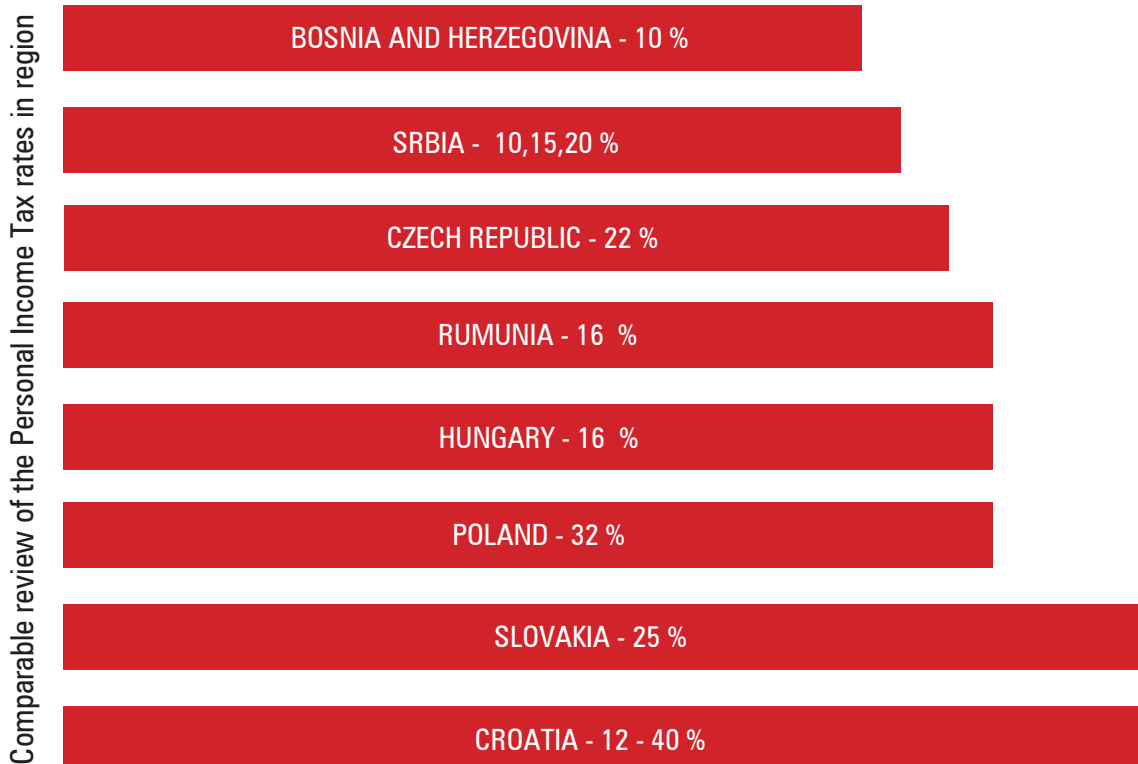 Comparable review of the Personal Income Tax rates in region
BOSNIA AND HERZEGOVINA - 10 %
SRBIA - 10,15,20 %
CZECH REPUBLIC - 22 %
RUMUNIA - 16 %
HUNGARY - 16 %
POLAND - 32 %
SLOVAKIA - 25 %
CROATIA - 12 - 40 %